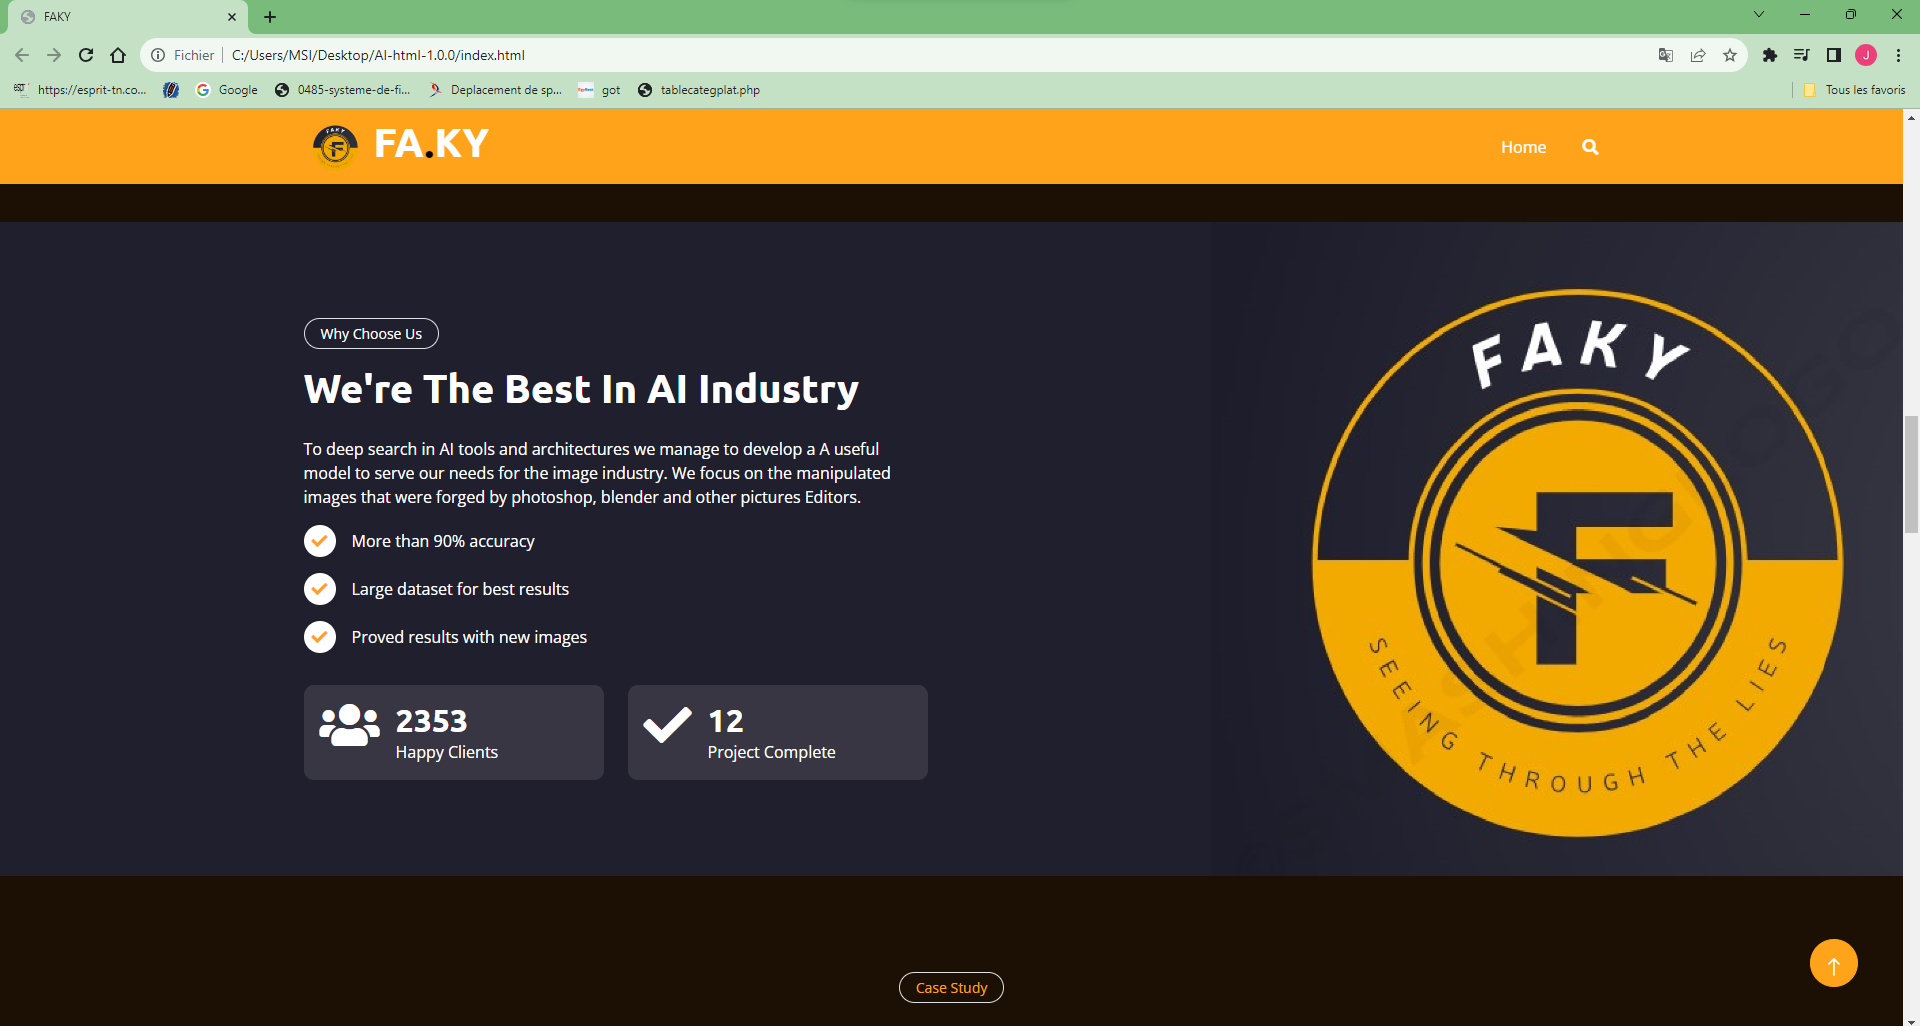 FAKY
Fichier
C:/Users/MSI/Desktop/AI-html-1.0.0/index.html
J
https://esprit-tn.co...
Google
0485-systeme-de-fi...
Deplacement de sp...
got
tablecategplat.php
Tous les favoris
FAKY
F
FA.KY
Home
Why Choose Us
We're The Best In AI Industry
To deep search in AI tools and architectures we manage to develop a A useful
model to serve our needs for the image industry. We focus on the manipulated
images that were forged by photoshop, blender and other pictures Editors.
More than 90% accuracy
Large dataset for best results
Proved results with new images
2353
Happy Clients
12
Project Complete
FAKY
F
SEEING THROUGH THE LIES
Case Study